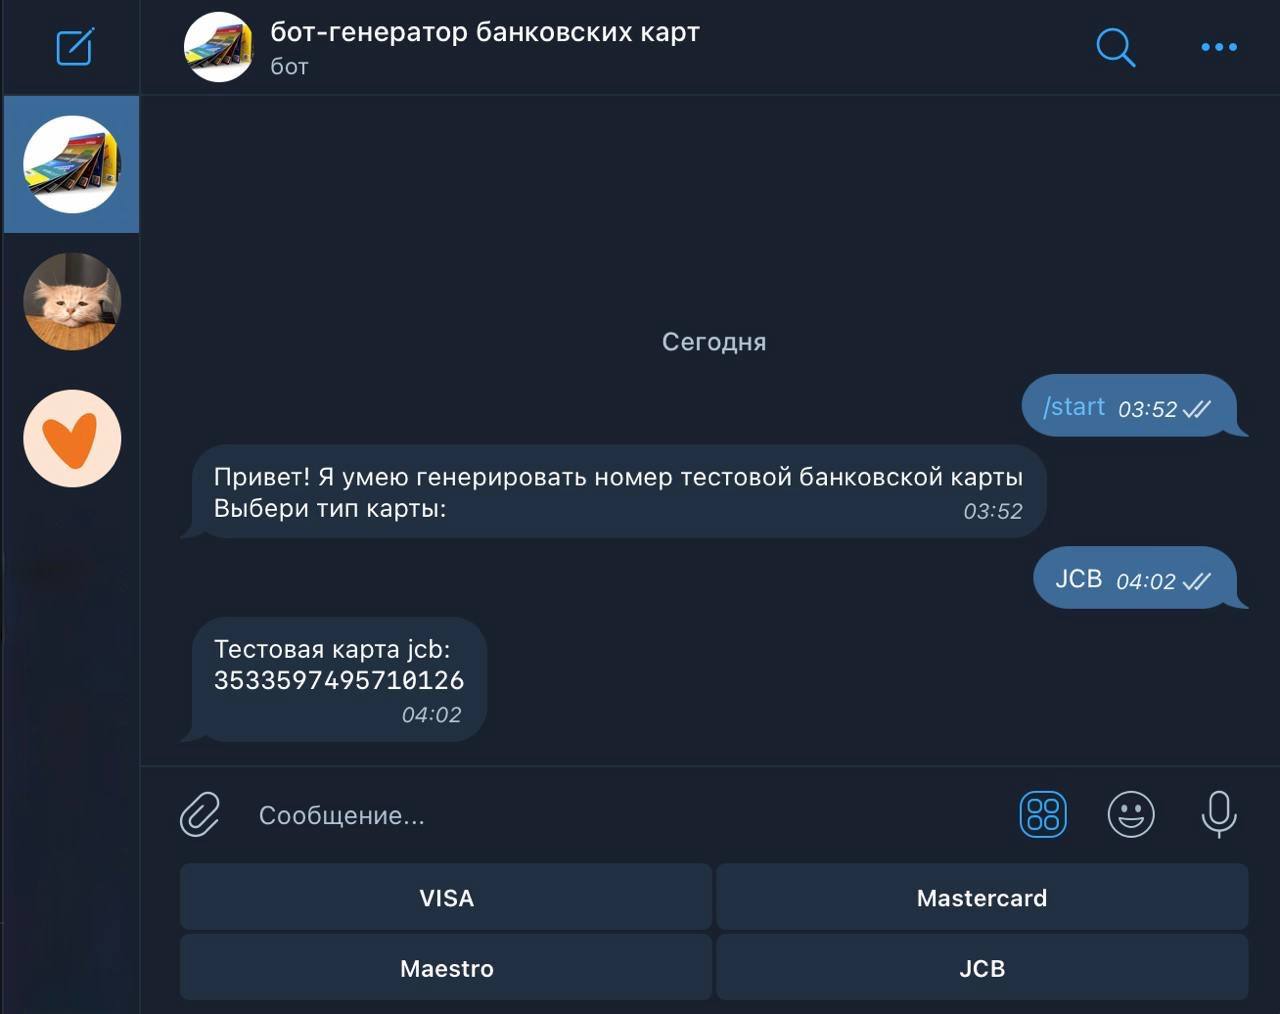 бот-генератор банковских карт
бот
Сегодня
/start 03:52
Привет! Я умею генерировать номер тестовой банковской карты
Выбери тип карты: 03:52
JCB 04:02
Тестовая карта jcb:
3533597495710126
04:02
Сообщение...
VISA Mastercard
Maestro JCB